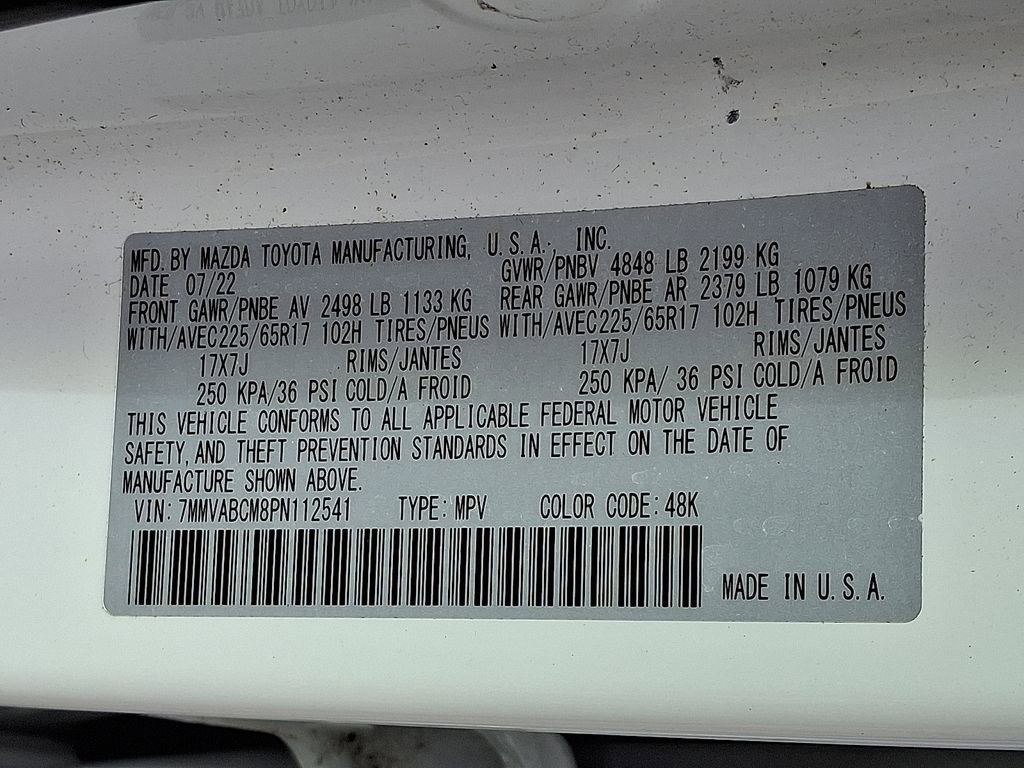 MFD. BY MAZDA TOYOTA MANUFACTURING, U.S.A., INC.
DATE 07/22 GVWR/PNBV 4848 LB 2199 KG
FRONT GAWR/PNBE AV 2498 LB 1133 KG REAR GAWR/PNBE AR 2379 LB 1079 KG
WITH/AVEC225/65R17 102H TIRES/PNEUS WITH/AVEC225/65R17 102H TIRES/PNEUS
17X7J RIMS/JANTES 17X7J RIMS/JANTES
250 KPA/36 PSI COLD/A FROID 250 KPA/ 36 PSI COLD/A FROID
THIS VEHICLE CONFORMS TO ALL APPLICABLE FEDERAL MOTOR VEHICLE
SAFETY, AND THEFT PREVENTION STANDARDS IN EFFECT ON THE DATE OF
MANUFACTURE SHOWN ABOVE.
VIN: 7MMVABCM8PN112541 TYPE: MPV COLOR CODE: 48K
MADE IN U.S.A.